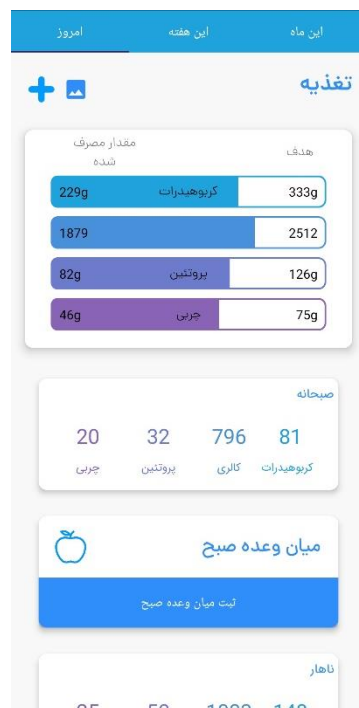 این ماه
این هفته
امروز
تغذیه
هدف
مقدار مصرف
شده
333g
کربوهیدرات
229g
2512
1879
126g
پروتئین
82g
75g
چربی
46g
صبحانه
81
796
32
20
کربوهیدرات
کالری
پروتئین
چربی
میان وعده صبح
ثبت میان وعده صبح
ناهار